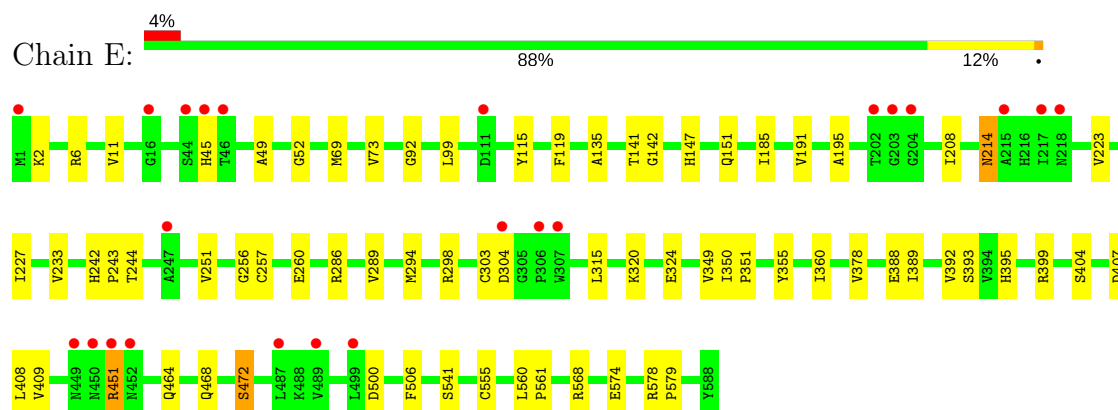 4%
Chain E:
88% 12% •
M1 K2 R6 V11 G16 S44 H45 T46 A49 G52 M69 V73 G92 L99 D111 Y115 F119 A135 T141 G142 H147 Q151 I185 V191 A195 T202 G203 G204 I208 N214 A215 H216 I217 N218 V223
I227 V233 H242 P243 T244 A247 V251 G256 C257 E260 R286 V289 M294 R298 C303 D304 G305 P306 W307 L315 K320 E324 V349 I350 P351 Y355 I360 V378 E388 I389 V392 S393 V394 H395 R399 S404
L408 V409 N449 N450 R451 N452 Q464 Q468 S472 L487 K488 V489 L499 D500 F506 S541 C555 L560 P561 R568 E574 R578 P579 Y588